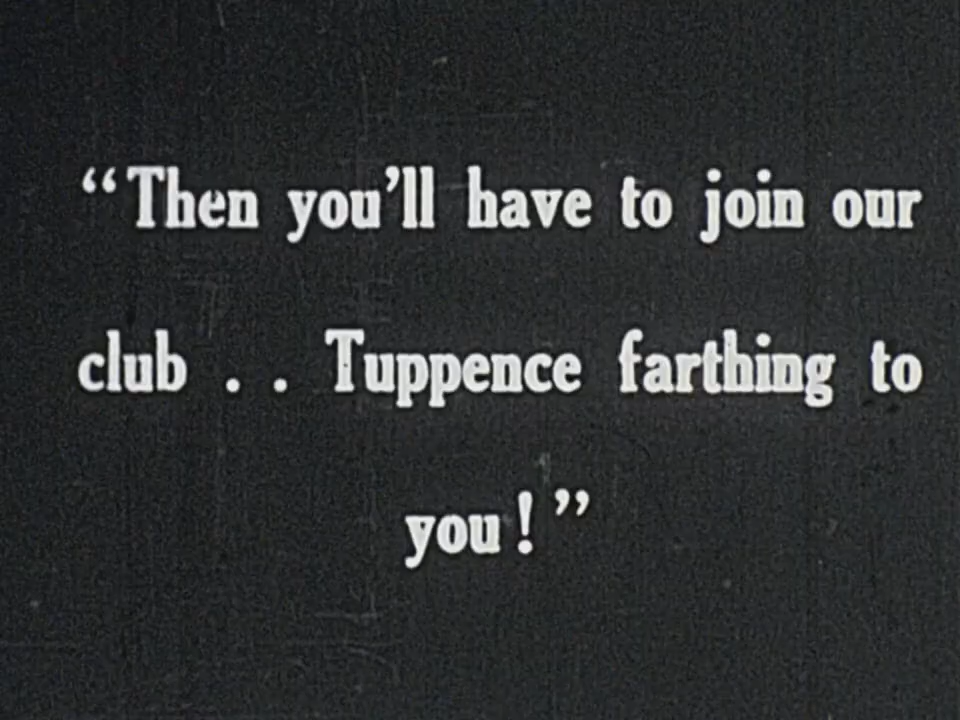 “Then you’ll have to join our
club . . Tuppence farthing to
you!”